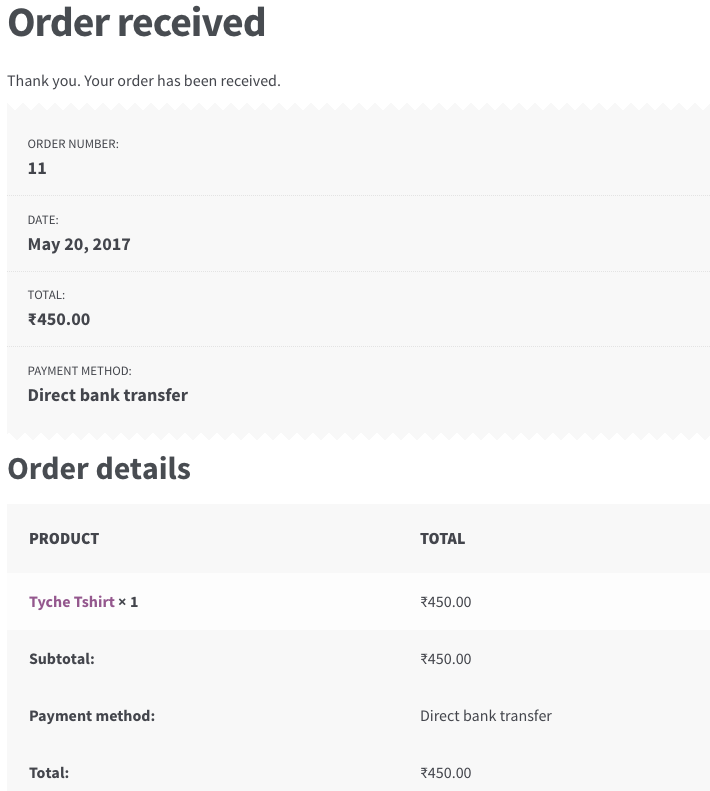 Order received
Thank you. Your order has been received.
ORDER NUMBER:
11
DATE:
May 20, 2017
TOTAL:
₹450.00
PAYMENT METHOD:
Direct bank transfer
Order details
PRODUCT TOTAL
Tyche Tshirt × 1 ₹450.00
Subtotal: ₹450.00
Payment method: Direct bank transfer
Total: ₹450.00